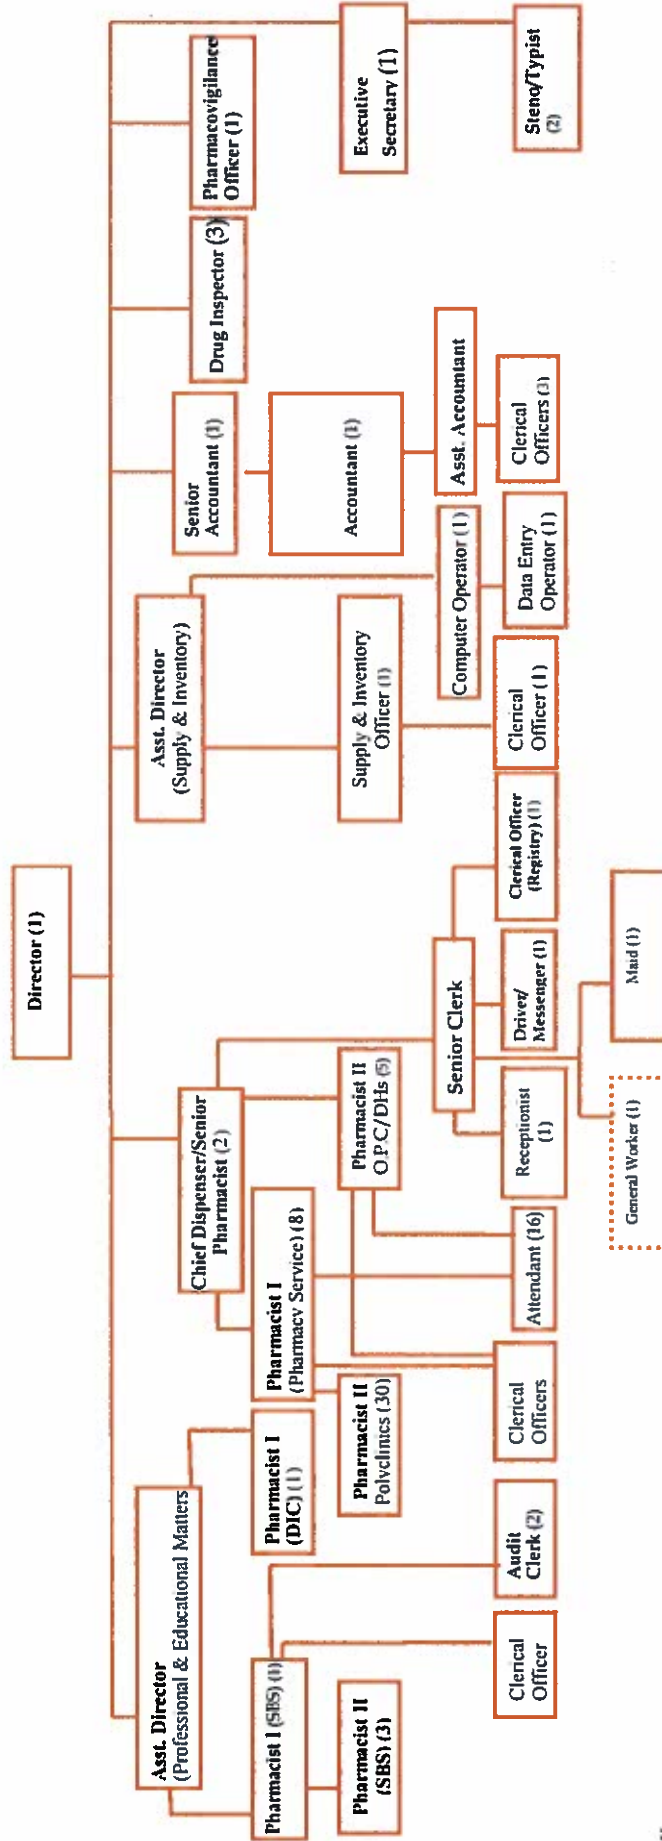 Director (1)
Asst. Director
(Professional & Educational Matters
Chief Dispenser/Senior
Pharmacist (2)
Asst. Director
(Supply & Inventory)
Senior
Accountant (1)
Drug Inspector (3)
Pharmacovigilance
Officer (1)
Pharmacist I (SBS) (1)
Pharmacist I
(DIC) (1)
Pharmacist I
(Pharmacy Service) (8)
Accountant (1)
Executive
Secretary (1)
Pharmacist II
(SBS) (3)
Pharmacist II
Polyclinics (30)
Pharmacist II
O.P.C/DHs (5)
Supply & Inventory
Officer (1)
Senior Clerk
Computer Operator (1)
Asst. Accountant
Clerical
Officer
Audit
Clerk (2)
Clerical
Officers
Attendant (16)
Receptionist
(1)
Driver/
Messenger (1)
Clerical Officer
(Registry) (1)
Clerical
Officer (1)
Data Entry
Operator (1)
Clerical
Officers (3)
Steno/Typist
(2)
General Worker (1)
Maid (1)